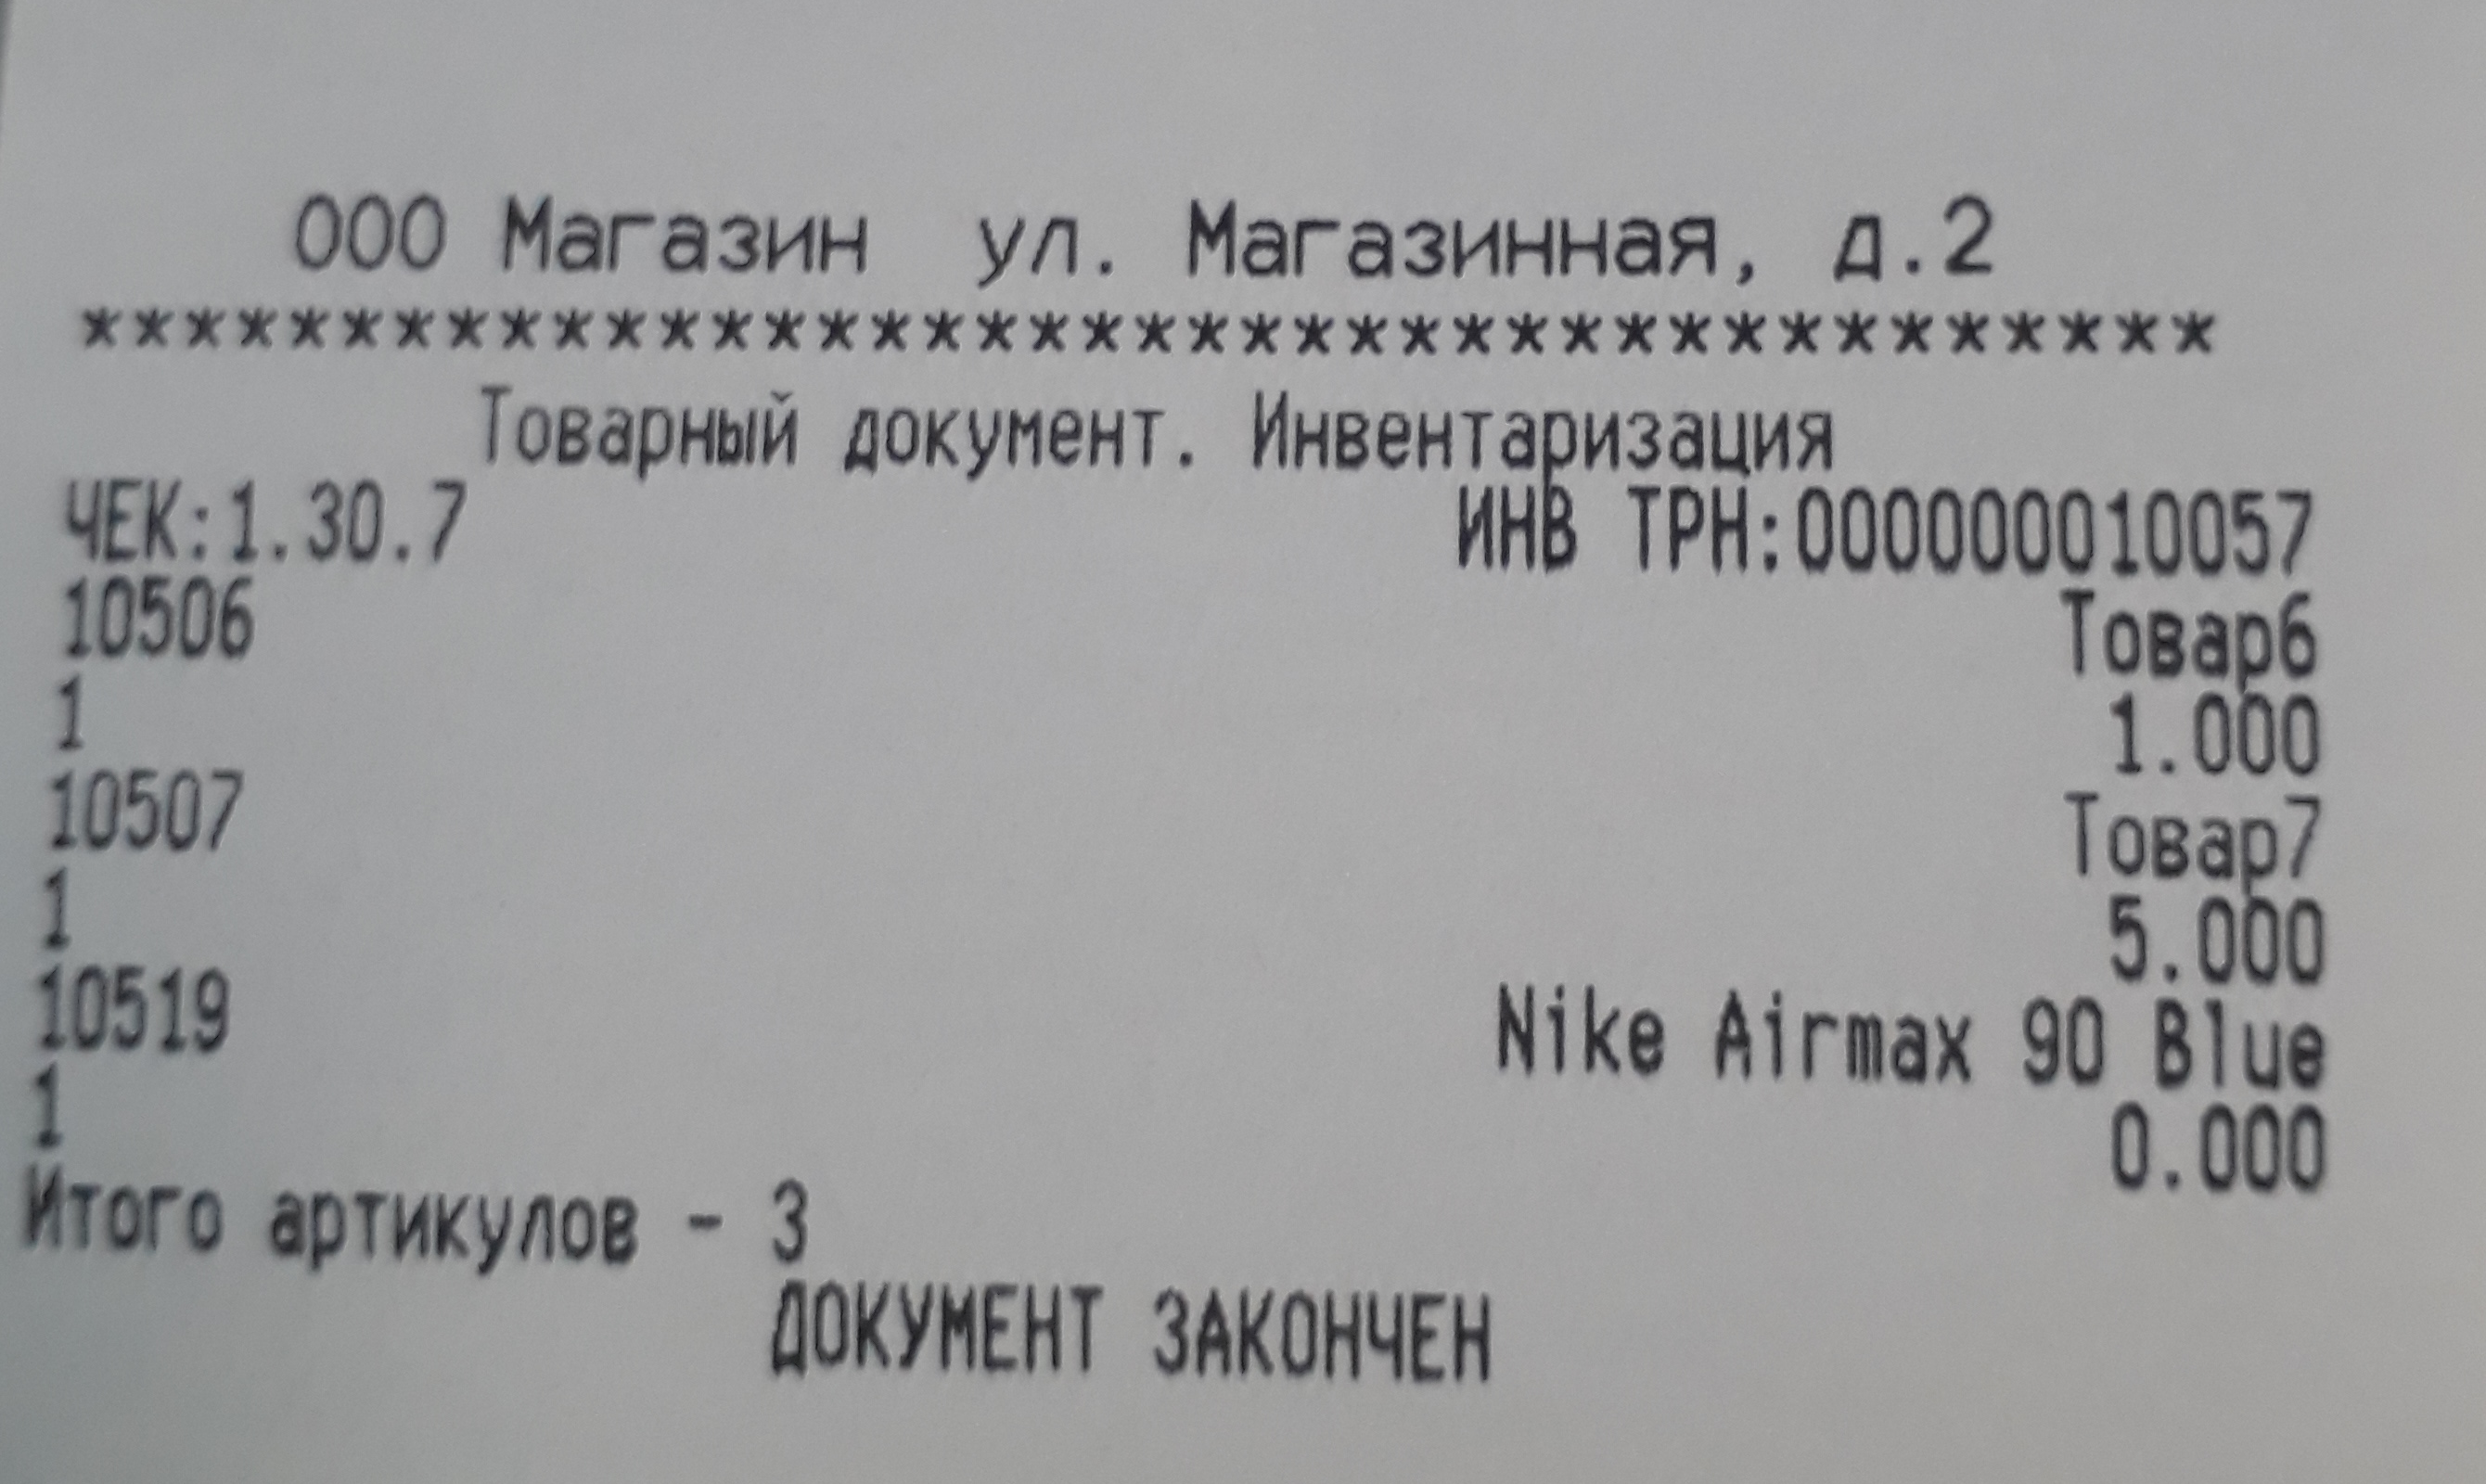 ООО Магазин ул. Магазинная, д.2
*****************************************
Товарный документ. Инвентаризация
ЧЕК:1.30.7 ИНВ ТРН:000000010057
10506 Товар6
1 1.000
10507 Товар7
1 5.000
10519 Nike Airmax 90 Blue
1 0.000
Итого артикулов - 3
ДОКУМЕНТ ЗАКОНЧЕН